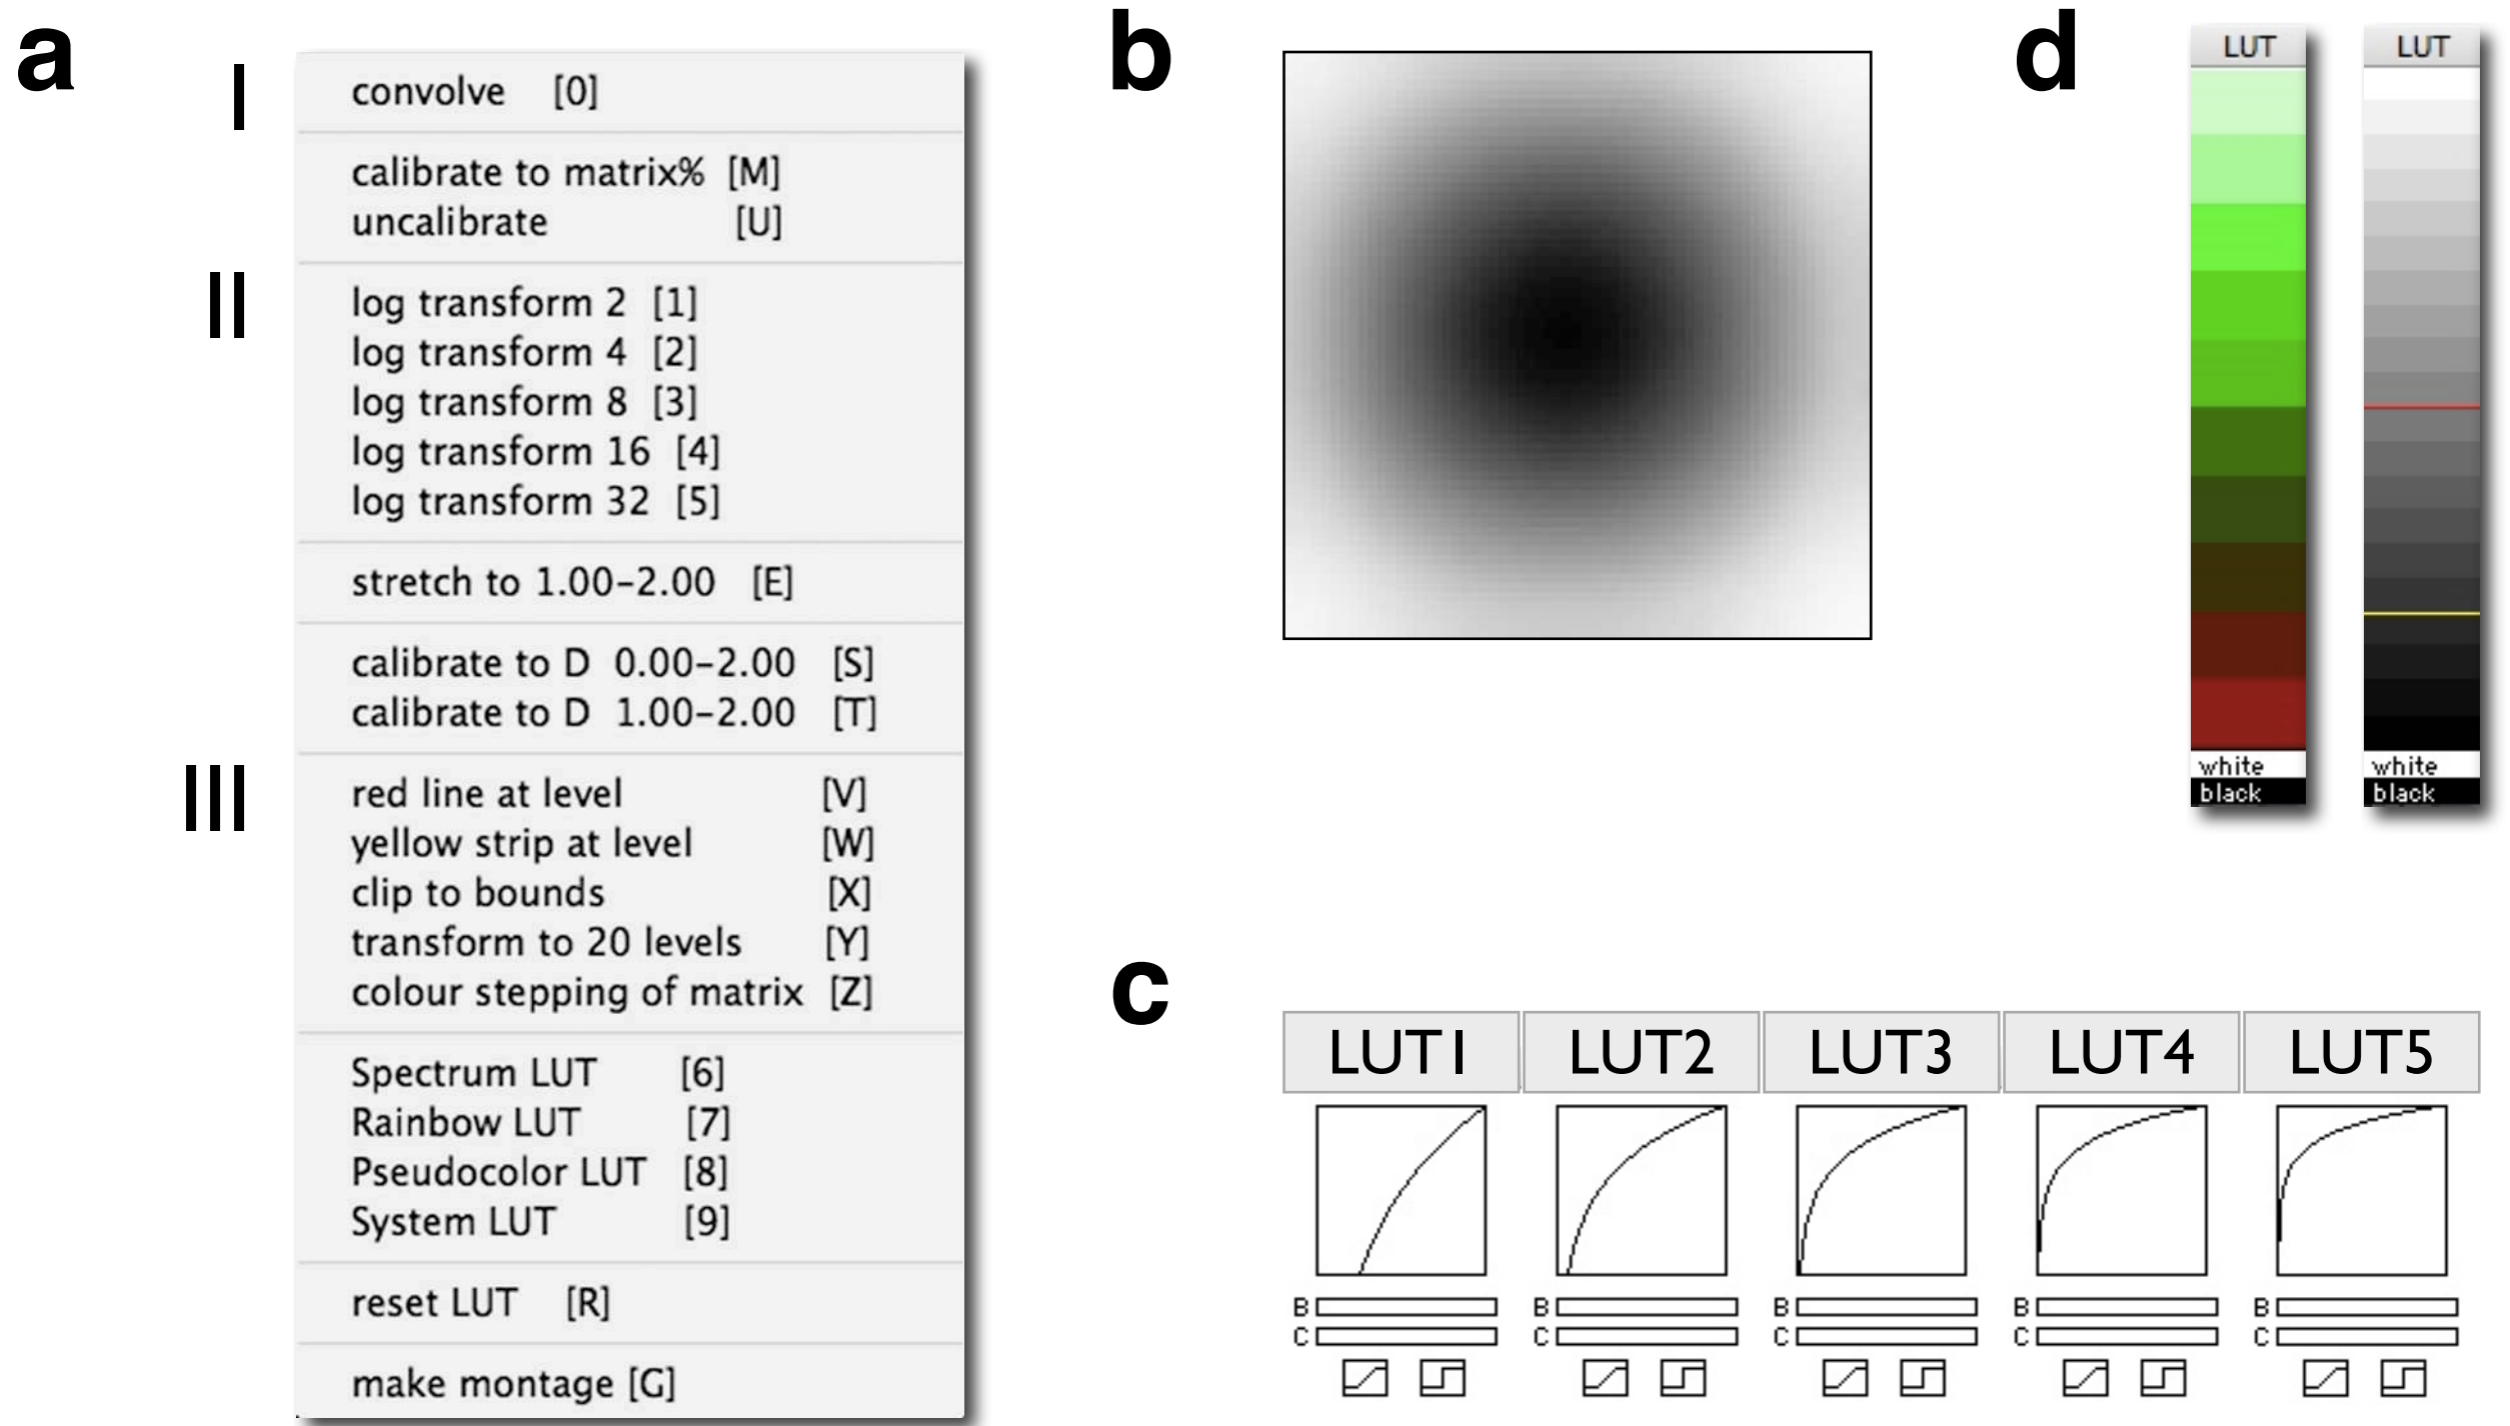 a
I
convolve [0]
calibrate to matrix% [M]
uncalibrate [U]
II
log transform 2 [1]
log transform 4 [2]
log transform 8 [3]
log transform 16 [4]
log transform 32 [5]
stretch to 1.00-2.00 [E]
calibrate to D 0.00-2.00 [S]
calibrate to D 1.00-2.00 [T]
III
red line at level [V]
yellow strip at level [W]
clip to bounds [X]
transform to 20 levels [Y]
colour stepping of matrix [Z]
Spectrum LUT [6]
Rainbow LUT [7]
Pseudocolor LUT [8]
System LUT [9]
reset LUT [R]
make montage [G]
b
d
LUT
white
black
LUT
white
black
c
LUT1 LUT2 LUT3 LUT4 LUT5
B B B B B
C C C C C